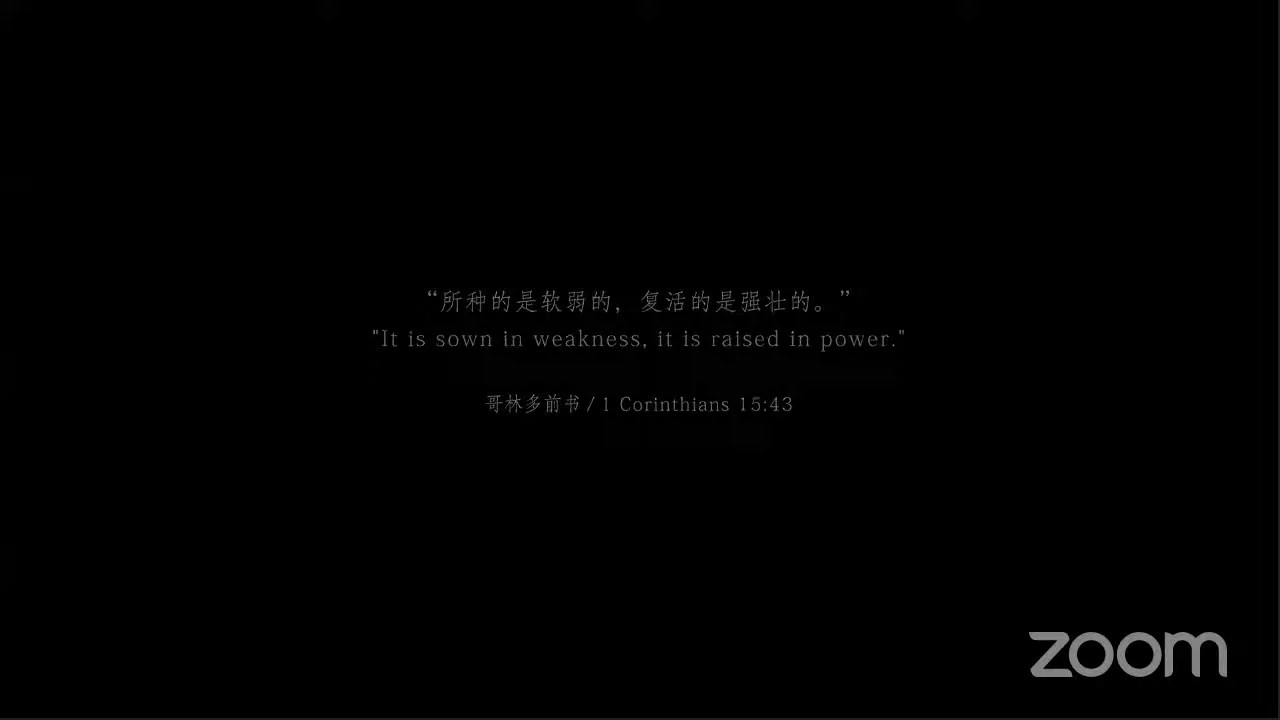 “所种的是软弱的，复活的是强壮的。”
"It is sown in weakness, it is raised in power."
哥林多前书 / 1 Corinthians 15:43
zoom